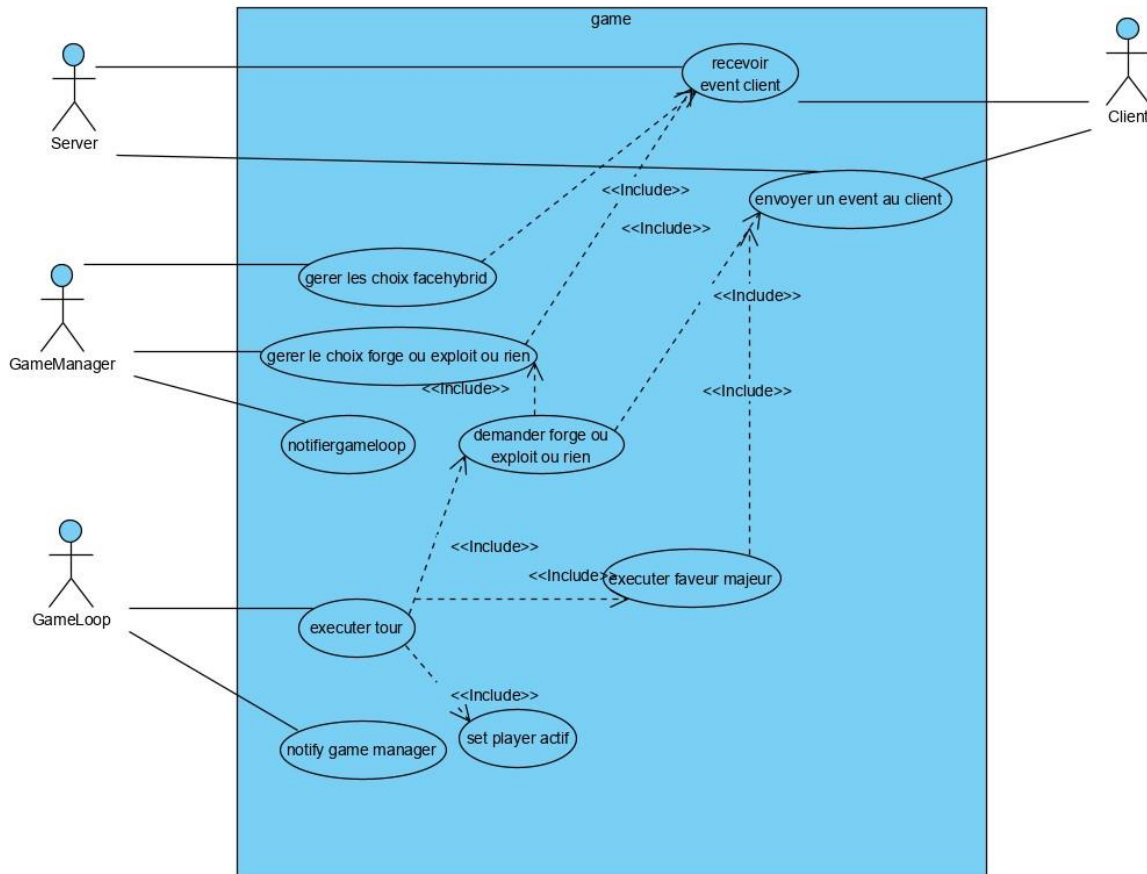 game
recevoir
event client
Server
Client
<<Include>>
envoyer un event au client
<<Include>>
gerer les choix facehybrid
<<Include>>
GameManager
gerer le choix forge ou exploit ou rien
<<Include>>
<<Include>>
notifiergameloop
demander forge ou
exploit ou rien
<<Include>>
<<Include>>
executer faveur majeur
GameLoop
executer tour
<<Include>>
notify game manager
set player actif